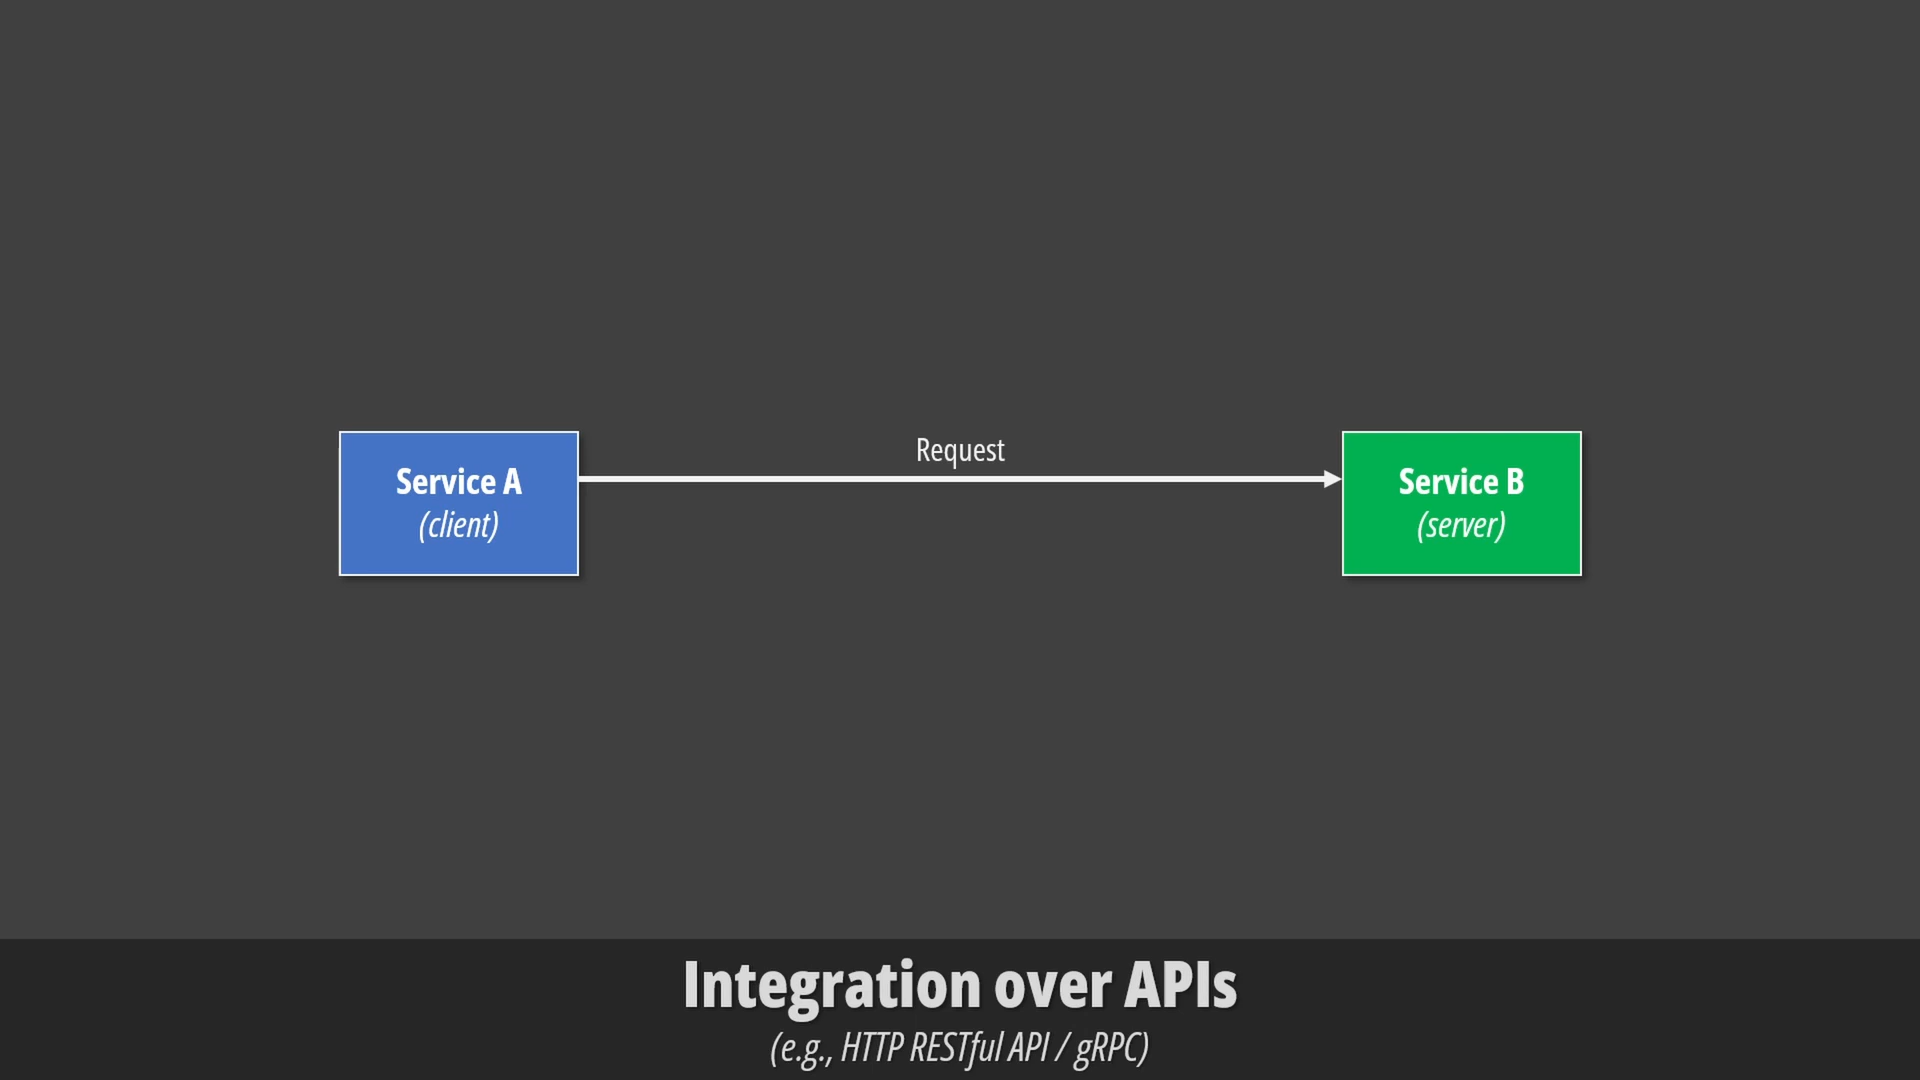 Request
Service A
(client)
Service B
(server)
Integration over APIs
(e.g., HTTP RESTful API / gRPC)